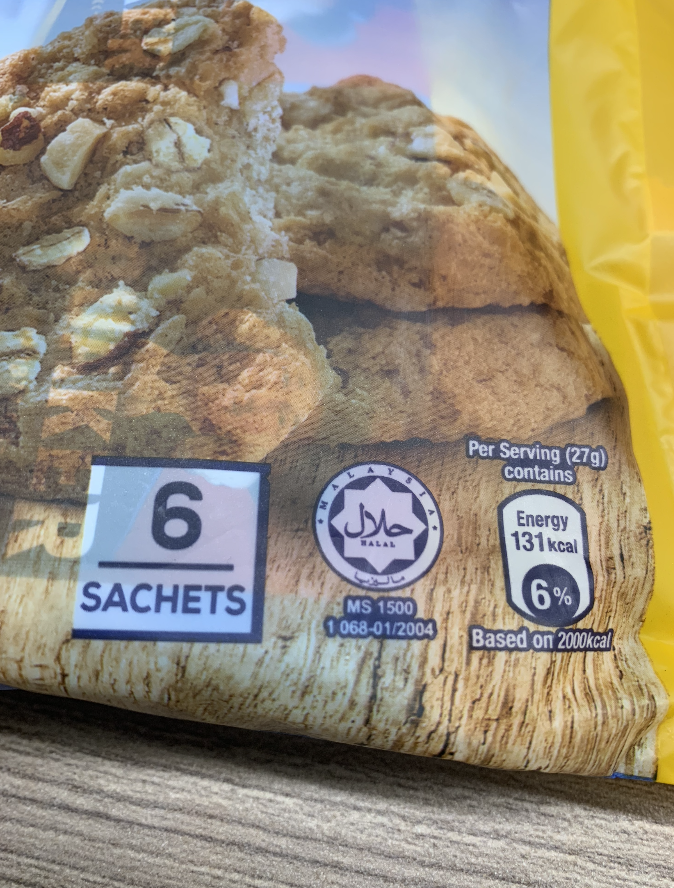 6
SACHETS
MALAYSIA
حلال
HALAL
ماليزيا
MS 1500
1 068-01/2004
Per Serving (27g)
contains
Energy
131 kcal
6%
Based on 2000kcal